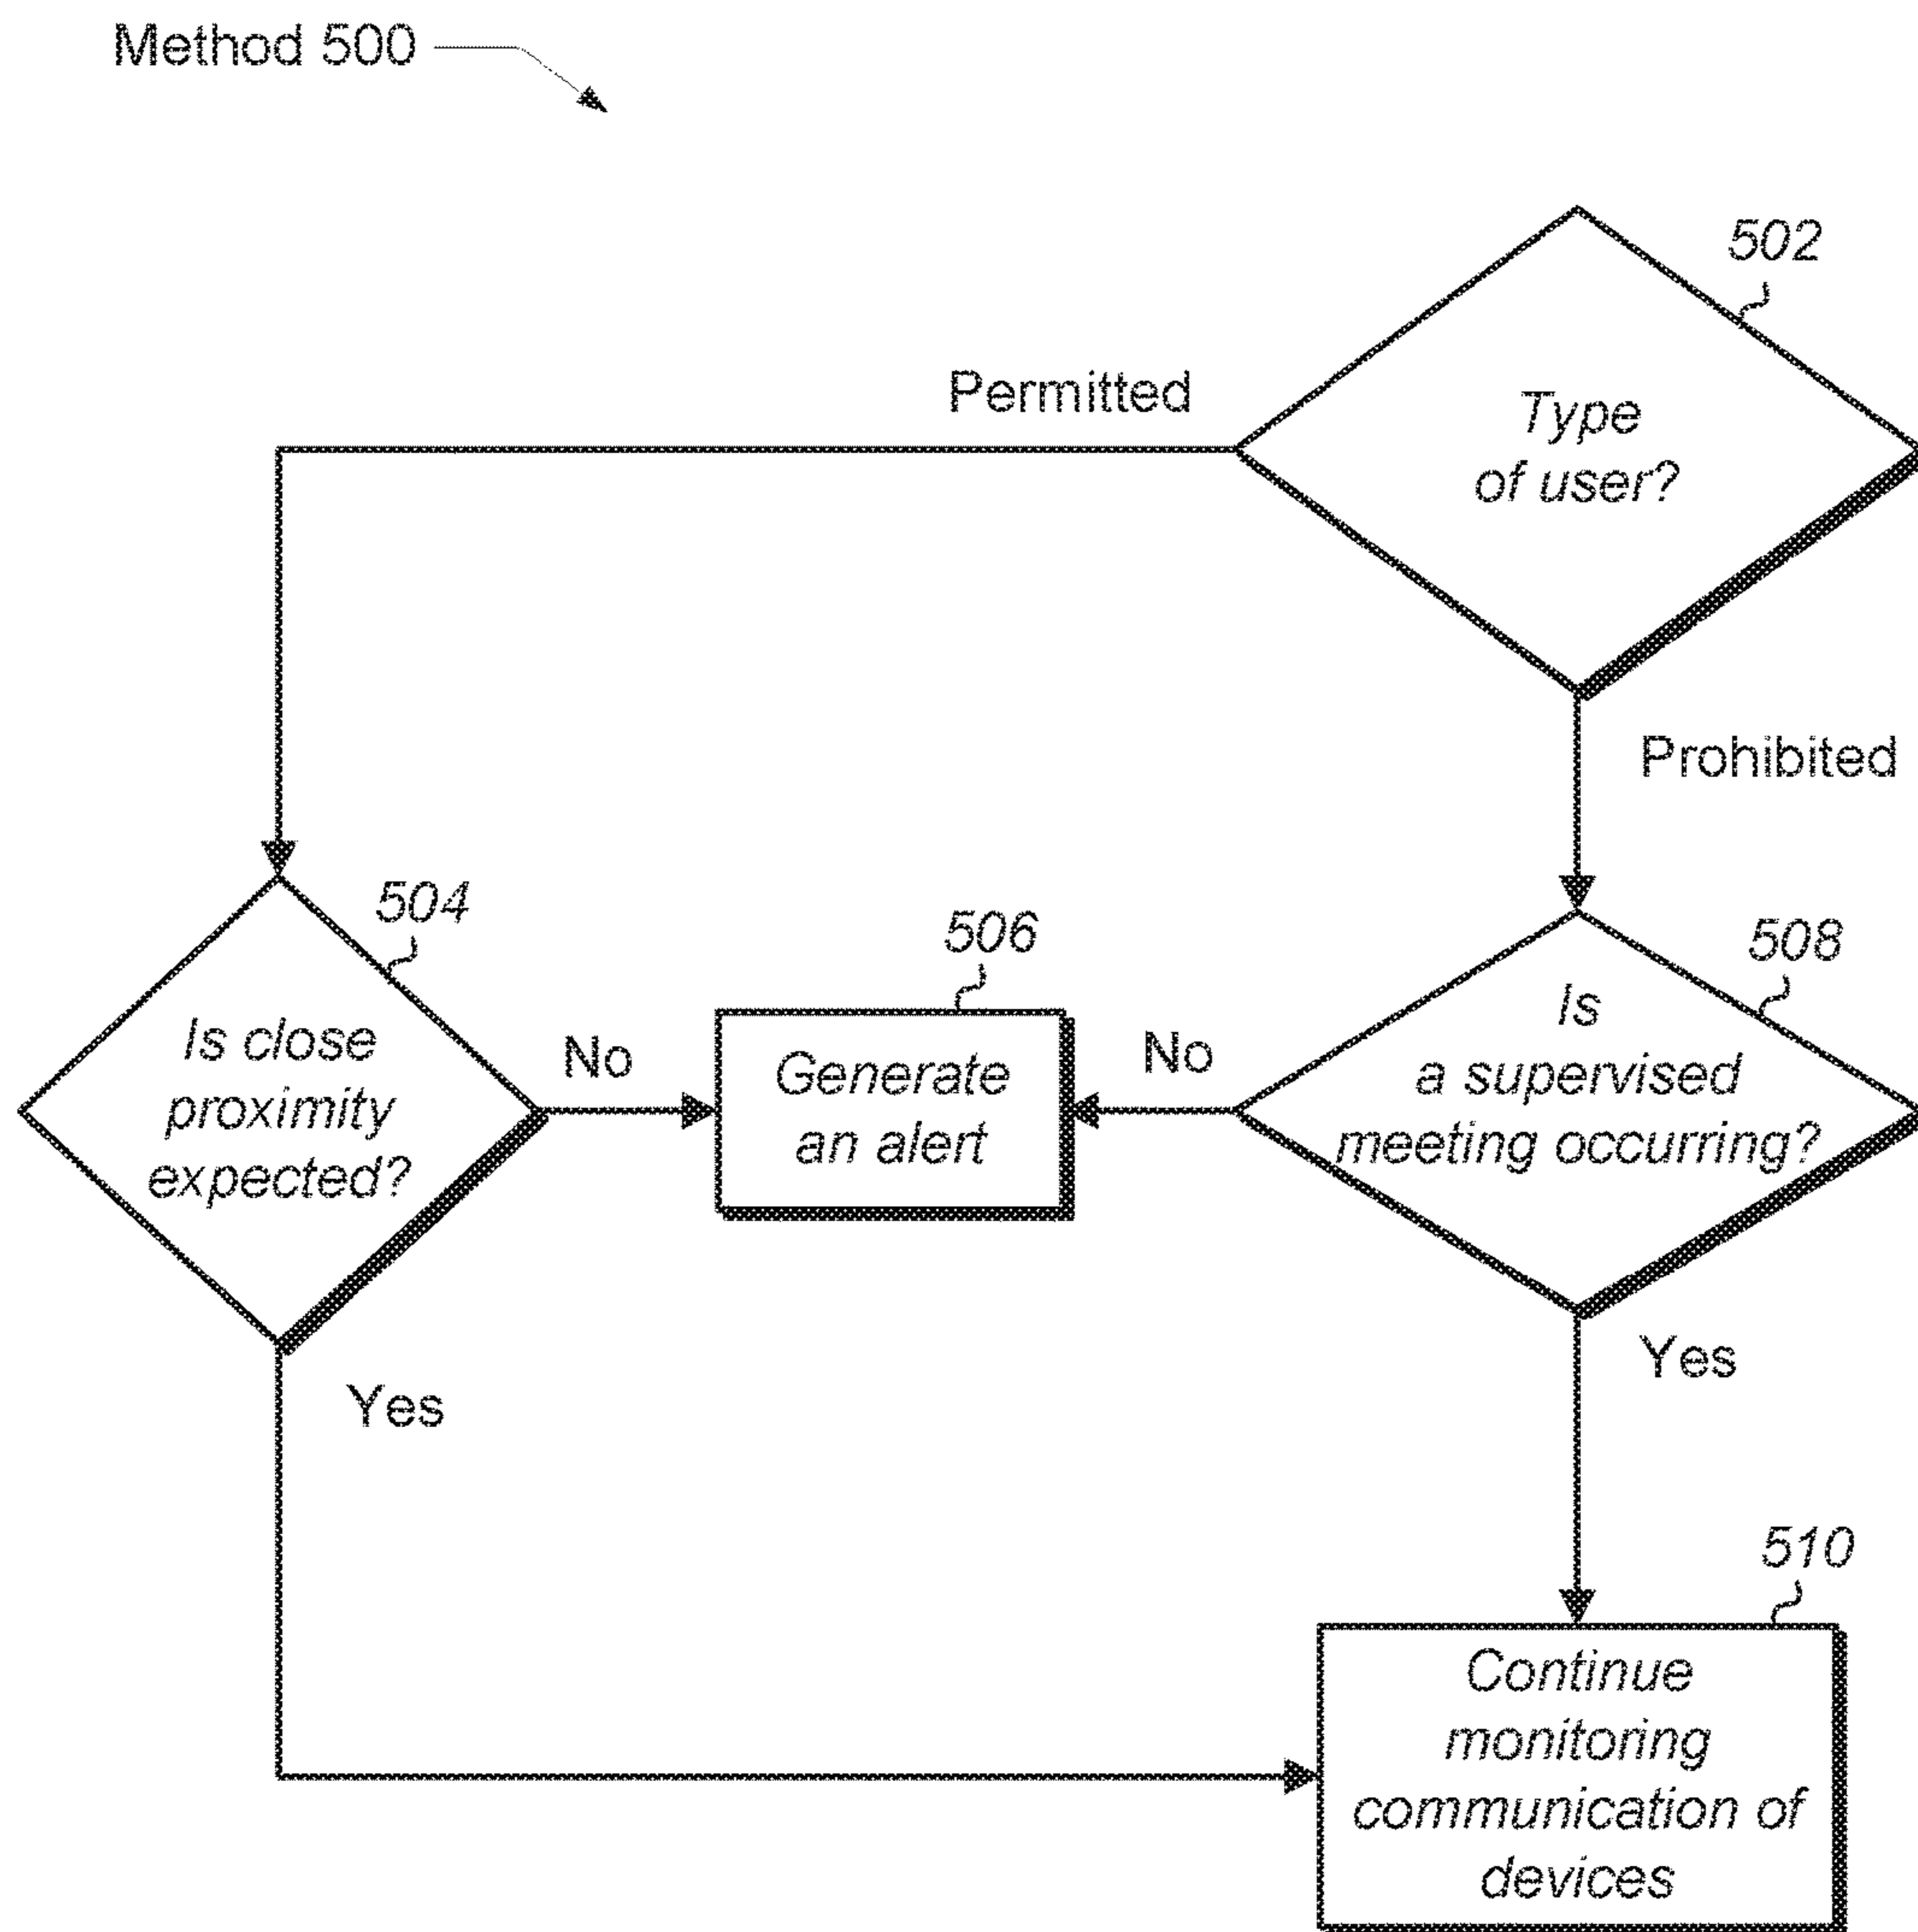 Method 500
502
Type
of user?
Permitted
Prohibited
504
Is close
proximity
expected?
No
506
Generate
an alert
No
508
Is
a supervised
meeting occurring?
Yes
Yes
510
Continue
monitoring
communication of
devices